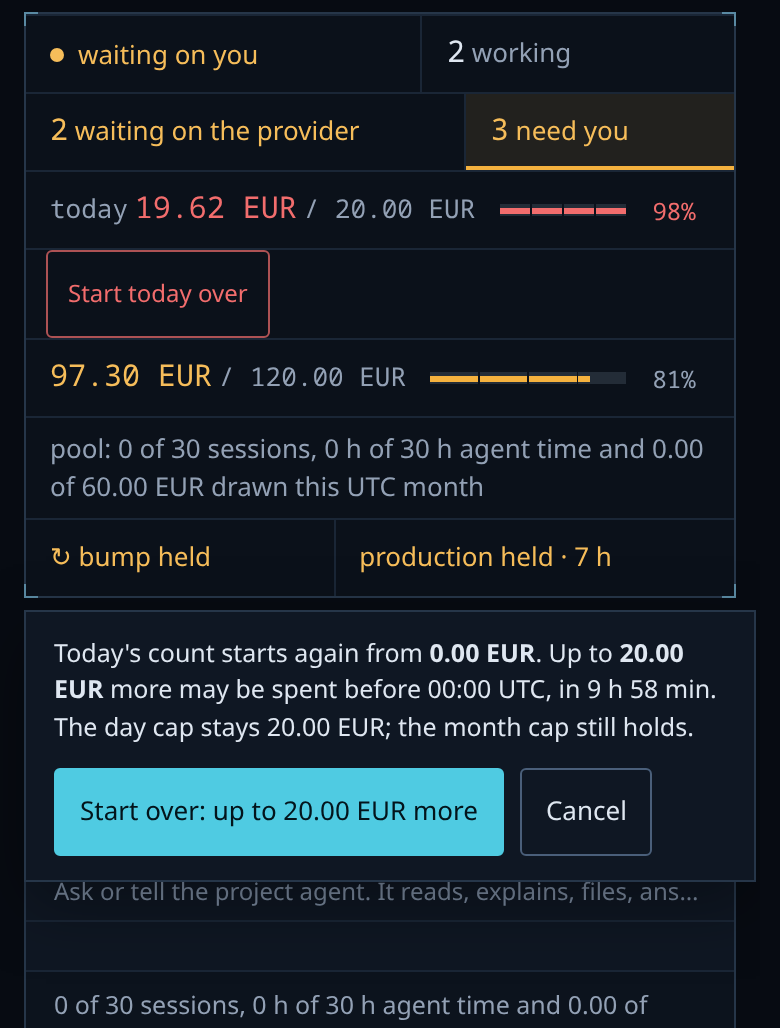 waiting on you
2 working
2 waiting on the provider
3 need you
today 19.62 EUR / 20.00 EUR 98%
Start today over
97.30 EUR / 120.00 EUR 81%
pool: 0 of 30 sessions, 0 h of 30 h agent time and 0.00
of 60.00 EUR drawn this UTC month
↻ bump held
production held · 7 h
Today's count starts again from 0.00 EUR. Up to 20.00
EUR more may be spent before 00:00 UTC, in 9 h 58 min.
The day cap stays 20.00 EUR; the month cap still holds.
Start over: up to 20.00 EUR more
Cancel
Ask or tell the project agent. It reads, explains, files, ans...
0 of 30 sessions, 0 h of 30 h agent time and 0.00 of